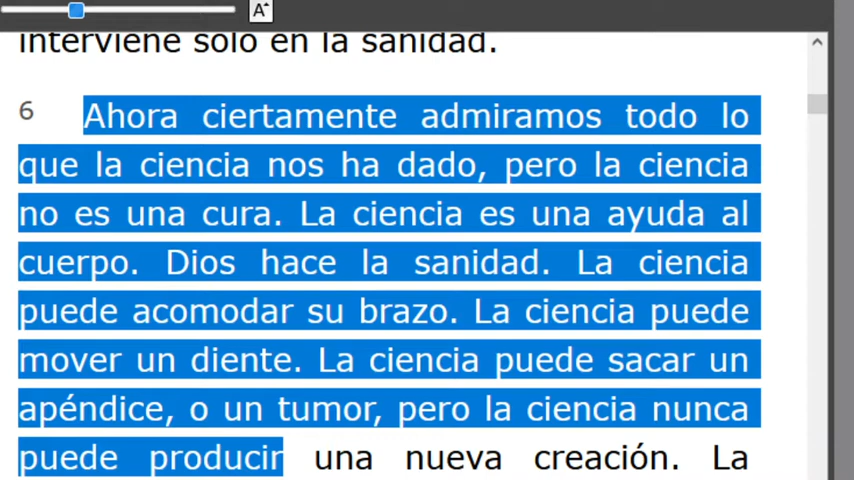 A
interviene sólo en la sanidad.
6 Ahora ciertamente admiramos todo lo
que la ciencia nos ha dado, pero la ciencia
no es una cura. La ciencia es una ayuda al
cuerpo. Dios hace la sanidad. La ciencia
puede acomodar su brazo. La ciencia puede
mover un diente. La ciencia puede sacar un
apéndice, o un tumor, pero la ciencia nunca
puede producir una nueva creación. La